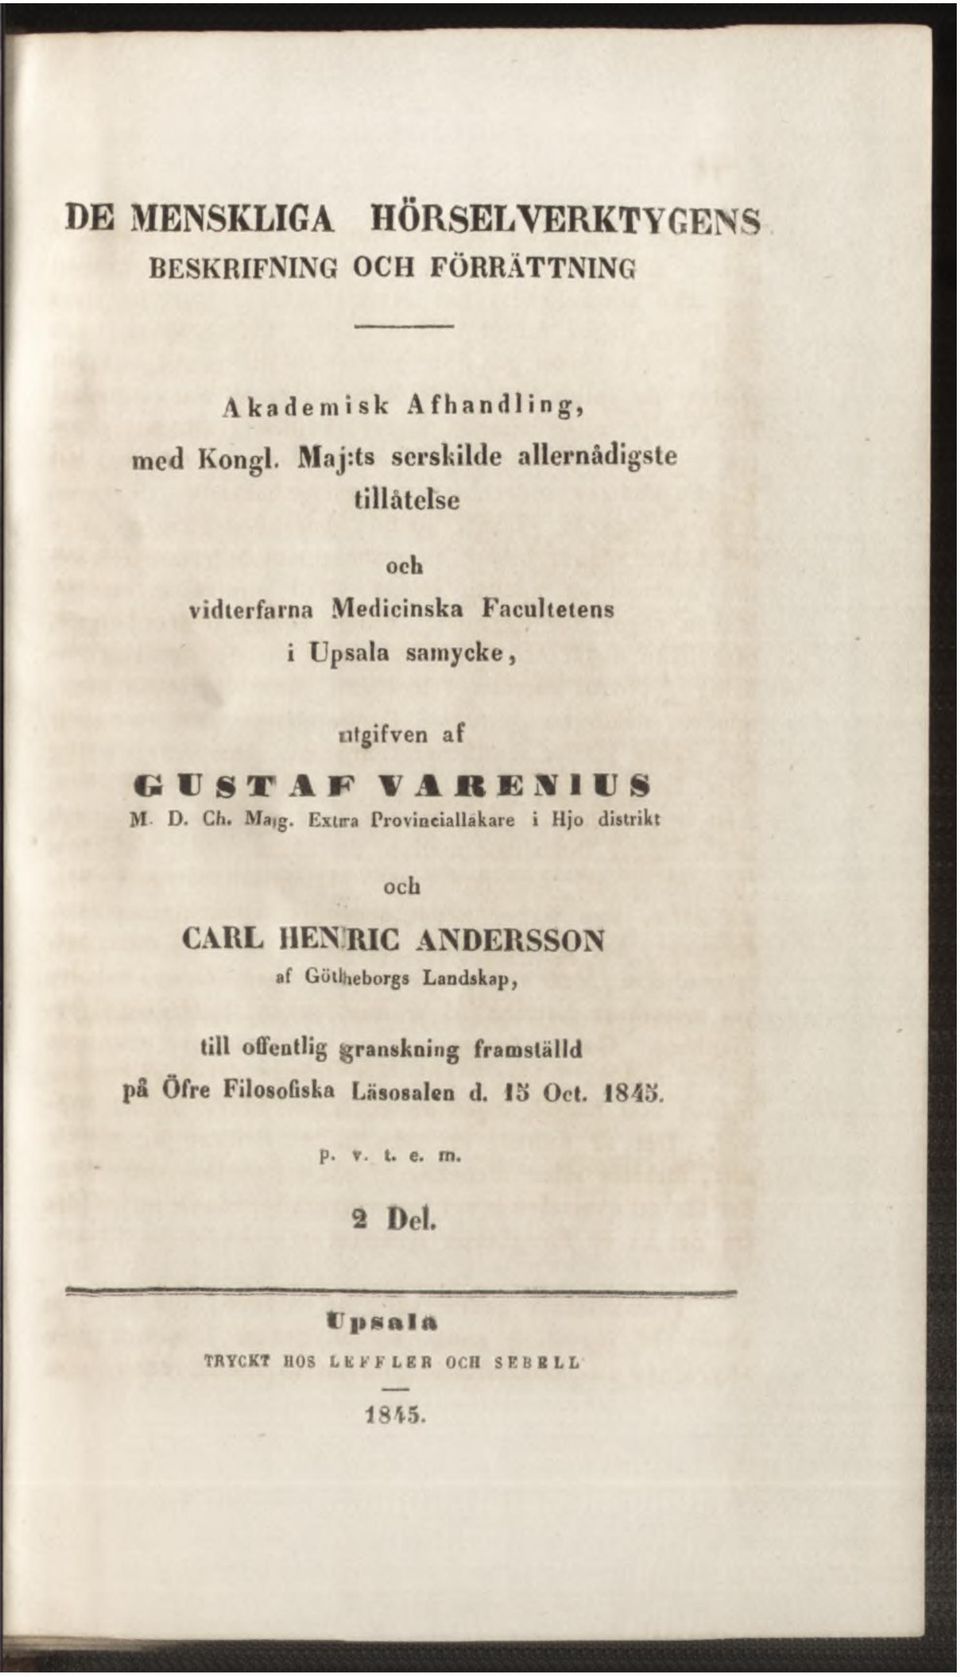 DE MENSKLIGA HÖRSELVERKTYGENS
BESKRIFNING OCH FÖRRÄTTNING
Akademisk Afhandling,
med Kongl. Maj:ts serskilde allernådigste
tillåtelse
och
vidterfarna Medicinska Facultetens
i Upsala samycke,
utgifven af
GUSTAF VARENIUS
M. D. Ch. Mag. Extra Provincialläkare i Hjo distrikt
och
CARL HENRIC ANDERSSON
af Götheborgs Landskap,
till offentlig granskning framställd
på Öfre Filosofiska Läsosalen d. 15 Oct. 1845.
p. v. t. e. m.
2 Del.
Upsala
TRYCKT HOS LEFFLER OCH SEBELL
1845.